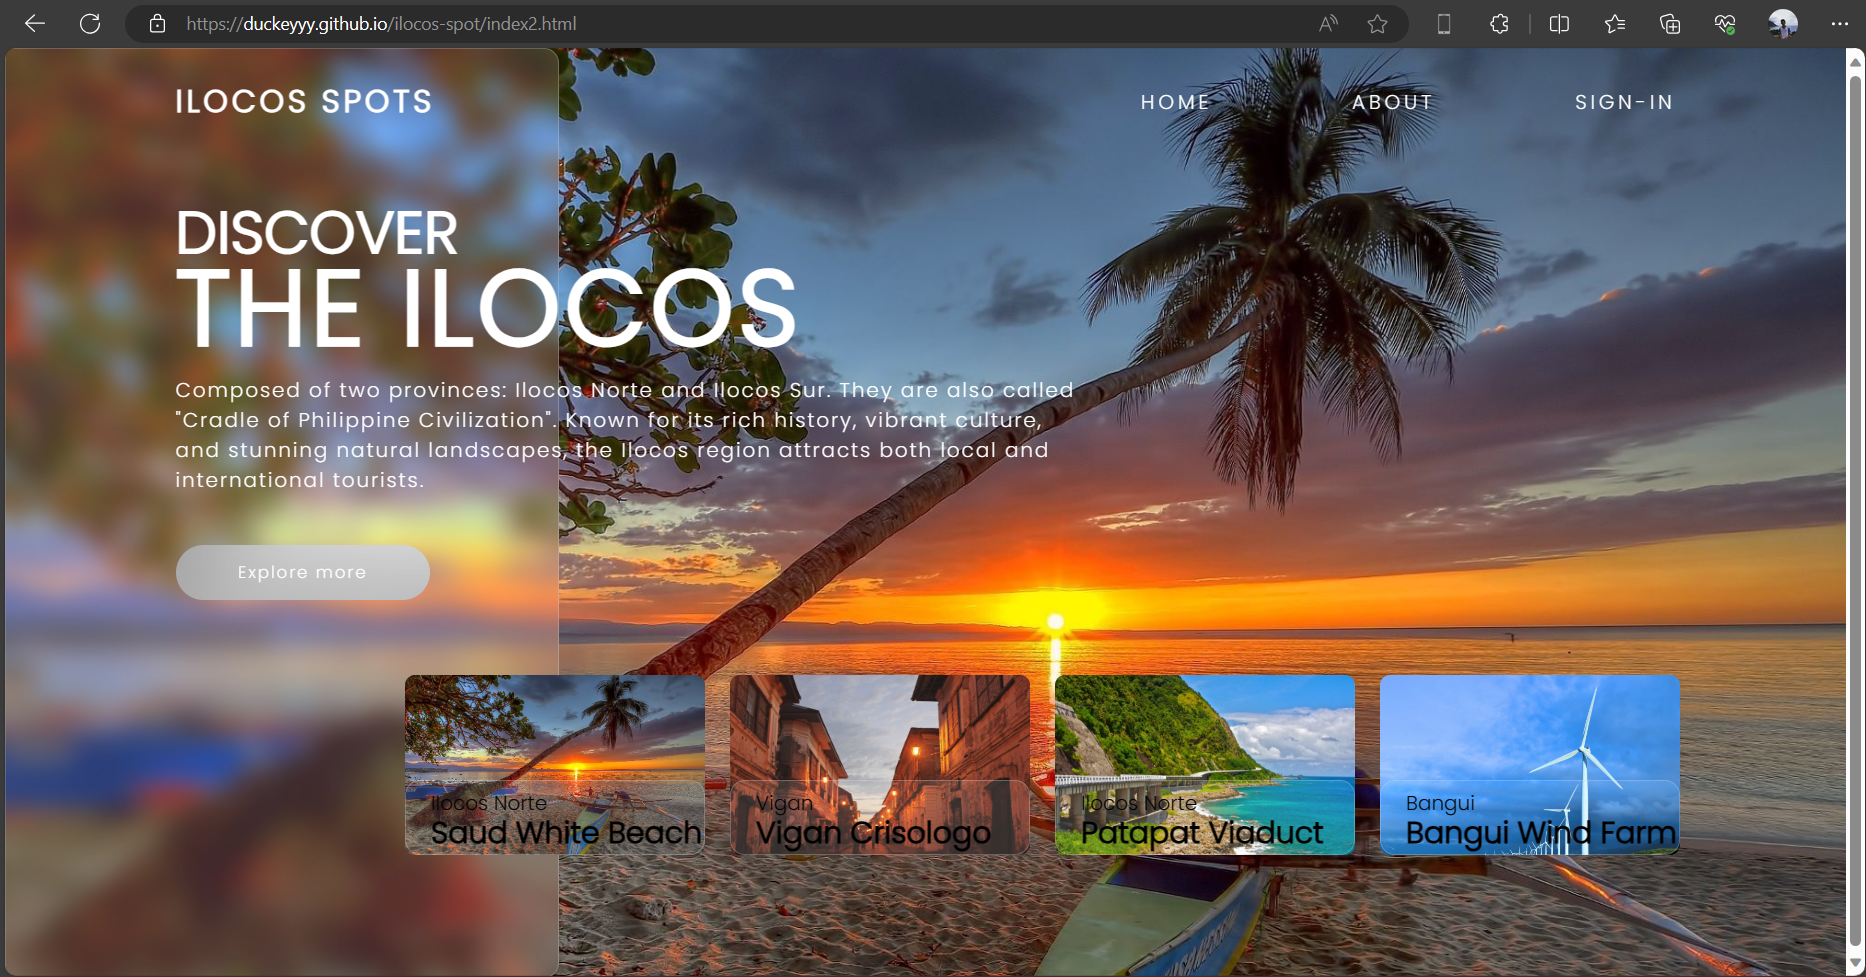 https://duckeyyy.github.io/ilocos-spot/index2.html
ILOCOS SPOTS
HOME
ABOUT
SIGN-IN
DISCOVER
THE ILOCOS
Composed of two provinces: Ilocos Norte and Ilocos Sur. They are also called
"Cradle of Philippine Civilization". Known for its rich history, vibrant culture,
and stunning natural landscapes, the Ilocos region attracts both local and
international tourists.
Explore more
Ilocos Norte
Saud White Beach
Vigan
Vigan Crisologo
Ilocos Norte
Patapat Viaduct
Bangui
Bangui Wind Farm